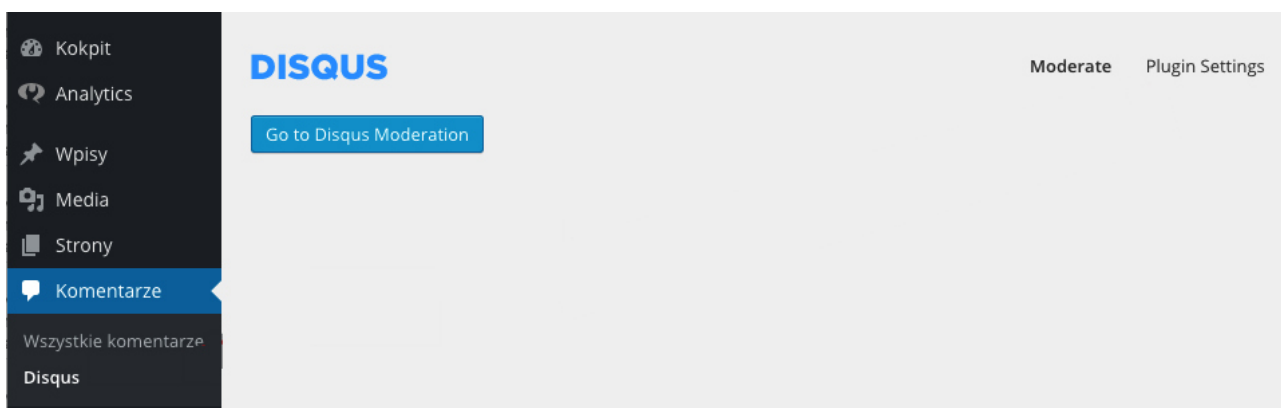 Kokpit
Analytics
Wpisy
Media
Strony
Komentarze
Wszystkie komentarze
Disqus
DISQUS
Moderate Plugin Settings
Go to Disqus Moderation